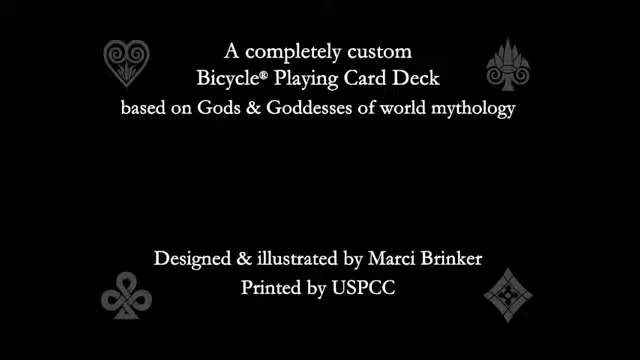 A completely custom
Bicycle® Playing Card Deck
based on Gods & Goddesses of world mythology
Designed & illustrated by Marci Brinker
Printed by USPCC